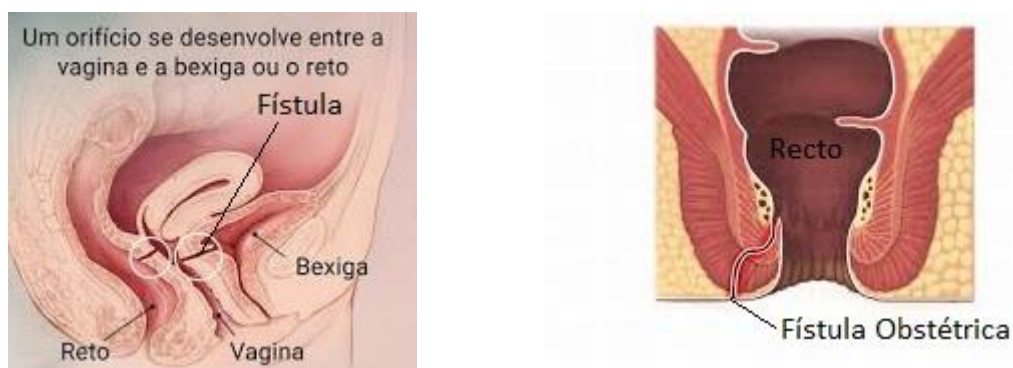 Um orifício se desenvolve entre a
vagina e a bexiga ou o reto
Fístula
Bexiga
Reto
Vagina
Recto
Fístula Obstétrica